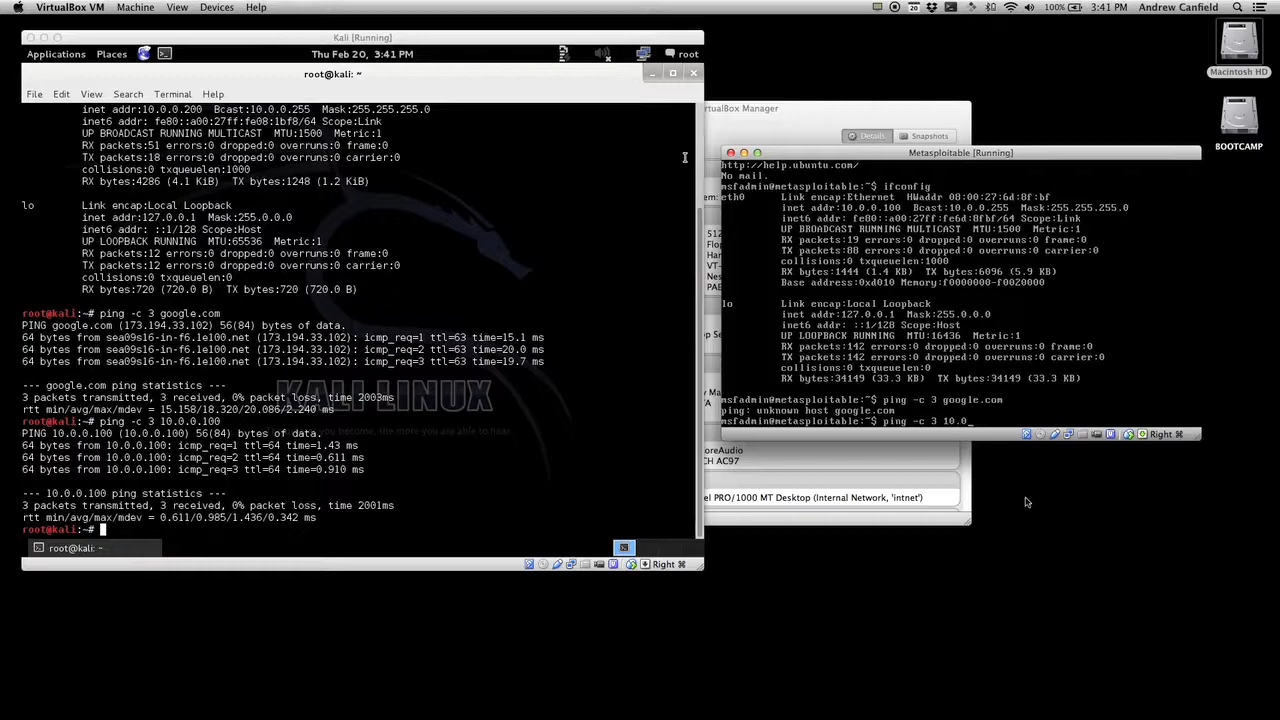 VirtualBox VM Machine View Devices Help
20
100%
3:41 PM Andrew Canfield
Kali [Running]
Applications Places
Thu Feb 20, 3:41 PM
root
root@kali: ~
File Edit View Search Terminal Help
inet addr:10.0.0.200 Bcast:10.0.0.255 Mask:255.255.255.0
inet6 addr: fe80::a00:27ff:fe08:1bf8/64 Scope:Link
UP BROADCAST RUNNING MULTICAST MTU:1500 Metric:1
RX packets:51 errors:0 dropped:0 overruns:0 frame:0
TX packets:18 errors:0 dropped:0 overruns:0 carrier:0
collisions:0 txqueuelen:1000
RX bytes:4286 (4.1 KiB) TX bytes:1248 (1.2 KiB)
lo Link encap:Local Loopback
inet addr:127.0.0.1 Mask:255.0.0.0
inet6 addr: ::1/128 Scope:Host
UP LOOPBACK RUNNING MTU:65536 Metric:1
RX packets:12 errors:0 dropped:0 overruns:0 frame:0
TX packets:12 errors:0 dropped:0 overruns:0 carrier:0
collisions:0 txqueuelen:0
RX bytes:720 (720.0 B) TX bytes:720 (720.0 B)
root@kali:~# ping -c 3 google.com
PING google.com (173.194.33.102) 56(84) bytes of data.
64 bytes from sea09s16-in-f6.1e100.net (173.194.33.102): icmp_req=1 ttl=63 time=15.1 ms
64 bytes from sea09s16-in-f6.1e100.net (173.194.33.102): icmp_req=2 ttl=63 time=20.0 ms
64 bytes from sea09s16-in-f6.1e100.net (173.194.33.102): icmp_req=3 ttl=63 time=19.7 ms
--- google.com ping statistics ---
3 packets transmitted, 3 received, 0% packet loss, time 2003ms
rtt min/avg/max/mdev = 15.158/18.320/20.086/2.240 ms
root@kali:~# ping -c 3 10.0.0.100
PING 10.0.0.100 (10.0.0.100) 56(84) bytes of data.
64 bytes from 10.0.0.100: icmp_req=1 ttl=64 time=1.43 ms
64 bytes from 10.0.0.100: icmp_req=2 ttl=64 time=0.611 ms
64 bytes from 10.0.0.100: icmp_req=3 ttl=64 time=0.910 ms
--- 10.0.0.100 ping statistics ---
3 packets transmitted, 3 received, 0% packet loss, time 2001ms
rtt min/avg/max/mdev = 0.611/0.985/1.436/0.342 ms
root@kali:~#
KALI LINUX
become, the more you are able to hear
root@kali: ~
Right ⌘
rtualBox Manager
Details Snapshots
512
Flop
Har
VT-
Nes
PAE
oreAudio
CH AC97
el PRO/1000 MT Desktop (Internal Network, 'intnet')
Metasploitable [Running]
http://help.ubuntu.com/
No mail.
msfadmin@metasploitable:~$ ifconfig
eth0 Link encap:Ethernet HWaddr 08:00:27:6d:8f:bf
inet addr:10.0.0.100 Bcast:10.0.0.255 Mask:255.255.255.0
inet6 addr: fe80::a00:27ff:fe6d:8fbf/64 Scope:Link
UP BROADCAST RUNNING MULTICAST MTU:1500 Metric:1
RX packets:19 errors:0 dropped:0 overruns:0 frame:0
TX packets:88 errors:0 dropped:0 overruns:0 carrier:0
collisions:0 txqueuelen:1000
RX bytes:1444 (1.4 KB) TX bytes:6096 (5.9 KB)
Base address:0xd010 Memory:f0000000-f0020000
lo Link encap:Local Loopback
inet addr:127.0.0.1 Mask:255.0.0.0
inet6 addr: ::1/128 Scope:Host
UP LOOPBACK RUNNING MTU:16436 Metric:1
RX packets:142 errors:0 dropped:0 overruns:0 frame:0
TX packets:142 errors:0 dropped:0 overruns:0 carrier:0
collisions:0 txqueuelen:0
RX bytes:34149 (33.3 KB) TX bytes:34149 (33.3 KB)
msfadmin@metasploitable:~$ ping -c 3 google.com
ping: unknown host google.com
msfadmin@metasploitable:~$ ping -c 3 10.0_
Right ⌘
Macintosh HD
BOOTCAMP